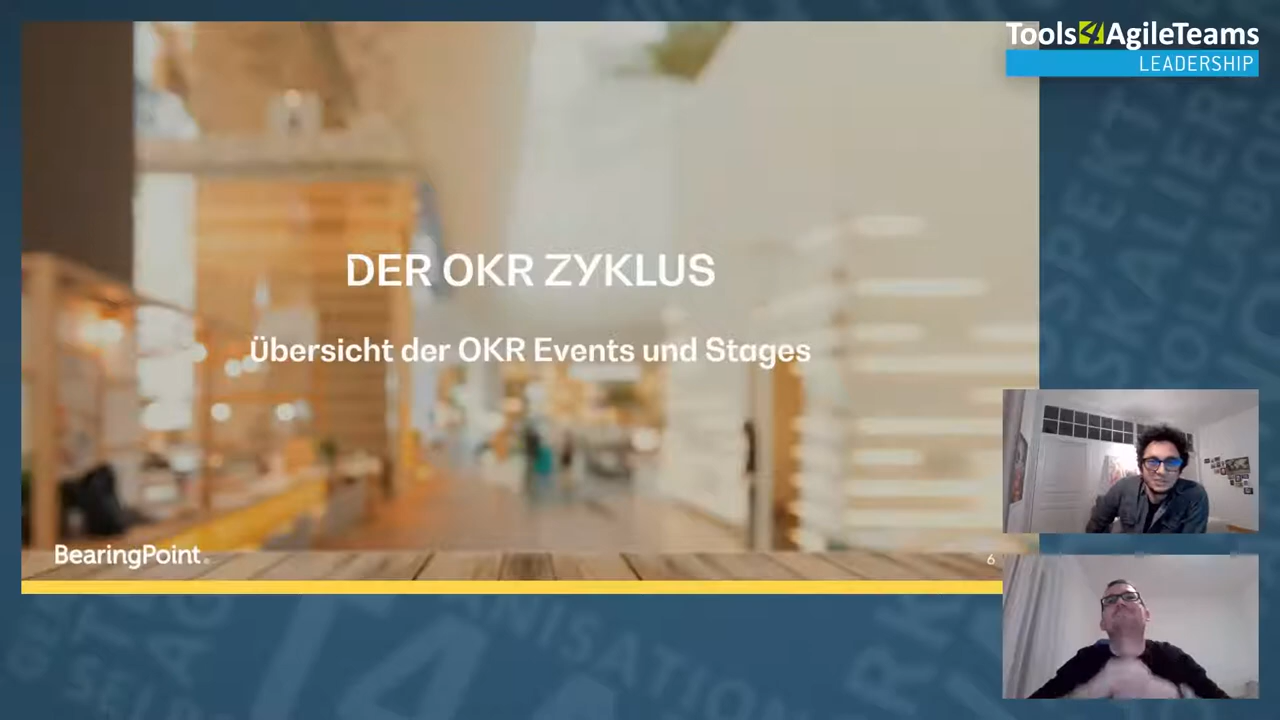 Tools4AgileTeams
LEADERSHIP
DER OKR ZYKLUS
Übersicht der OKR Events und Stages
BearingPoint®
6